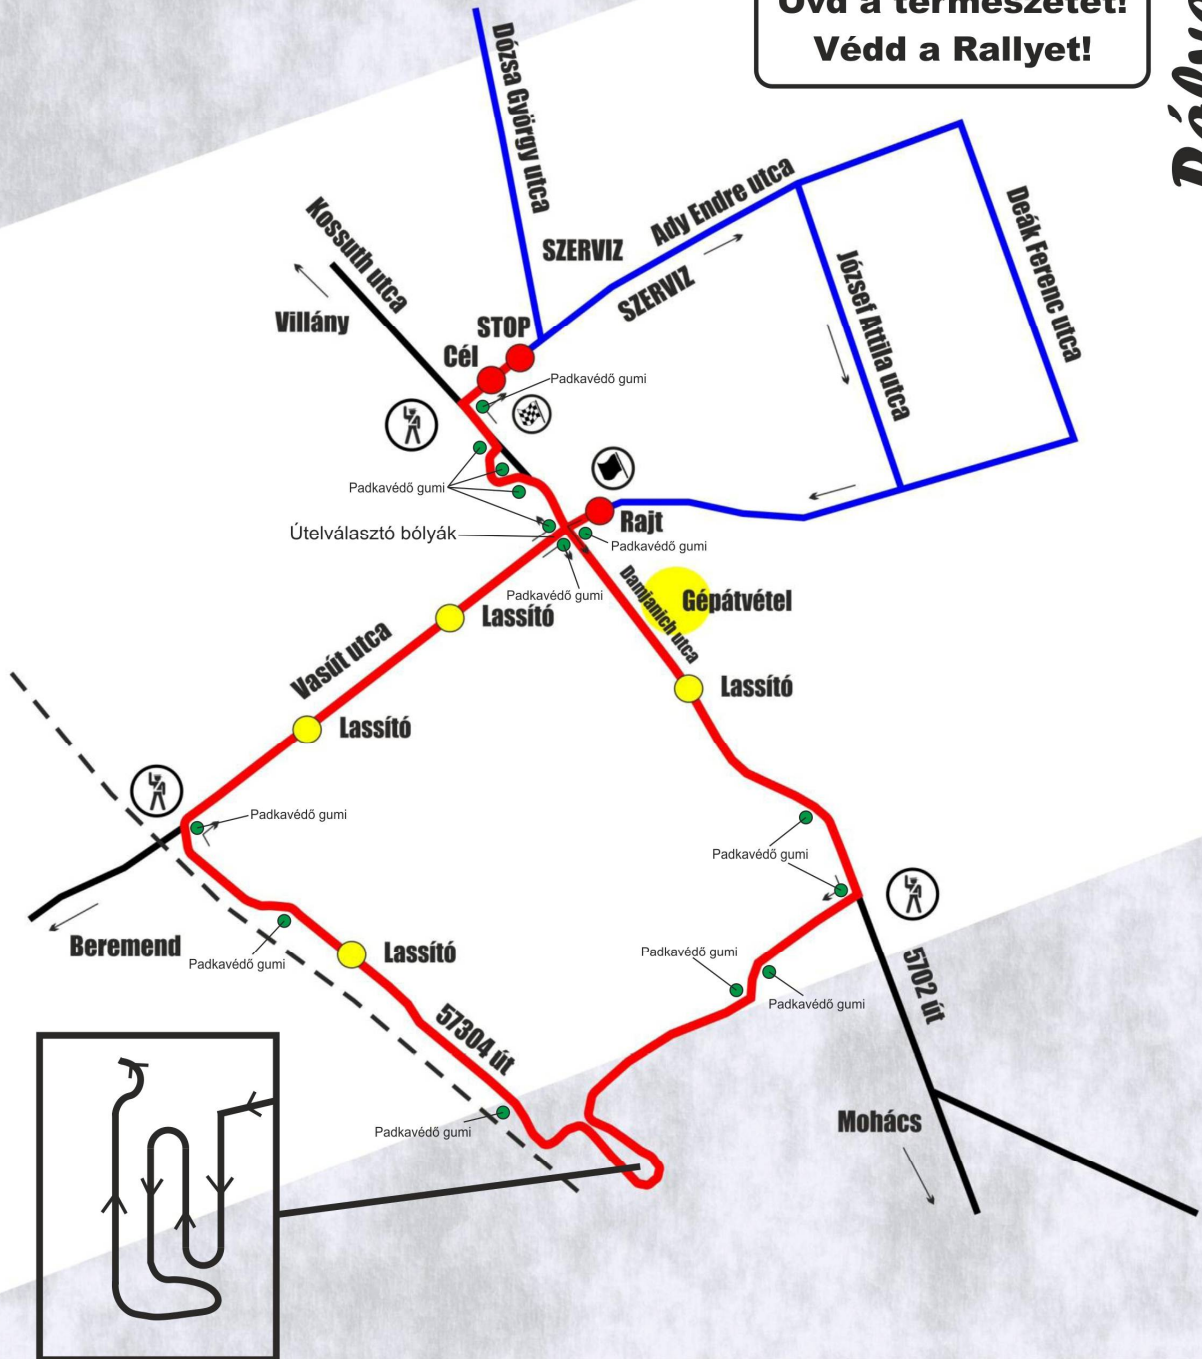 Óvd a természetet!
Védd a Rallyet!
Dózsa György utca
Kossuth utca
Ady Endre utca
Deák Ferenc utca
SZERVIZ
SZERVIZ
József Attila utca
Villány
STOP
Cél
Padkavédő gumi
Padkavédő gumi
Rajt
Útelválasztó bólyák
Padkavédő gumi
Padkavédő gumi
Damjanich utca
Gépátvétel
Lassító
Vasút utca
Lassító
Lassító
Padkavédő gumi
Padkavédő gumi
Beremend
Padkavédő gumi
Lassító
Padkavédő gumi
Padkavédő gumi
5702 út
57304 út
Padkavédő gumi
Mohács